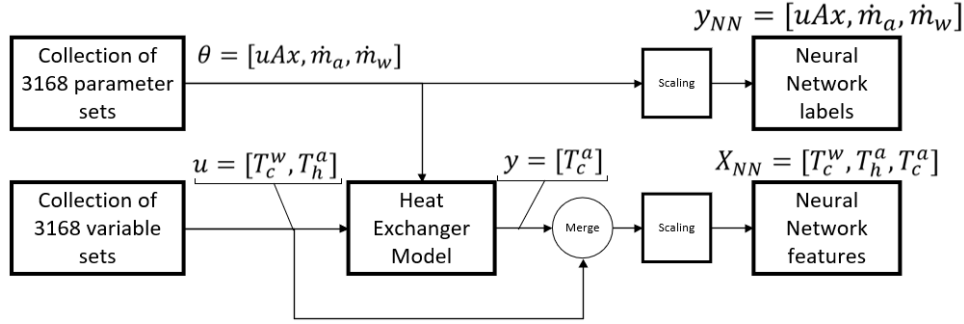 y_NN = [uAx, ṁ_a, ṁ_w]
Collection of
3168 parameter
sets
θ = [uAx, ṁ_a, ṁ_w]
Scaling
Neural
Network
labels
u = [T_c^w, T_h^a]
y = [T_c^a]
X_NN = [T_c^w, T_h^a, T_c^a]
Collection of
3168 variable
sets
Heat
Exchanger
Model
Merge
Scaling
Neural
Network
features